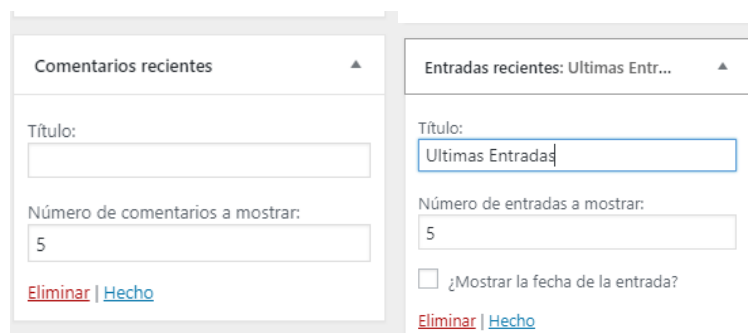 Comentarios recientes
Título:
Número de comentarios a mostrar:
5
Eliminar | Hecho
Entradas recientes: Ultimas Entr...
Título:
Ultimas Entradas
Número de entradas a mostrar:
5
¿Mostrar la fecha de la entrada?
Eliminar | Hecho